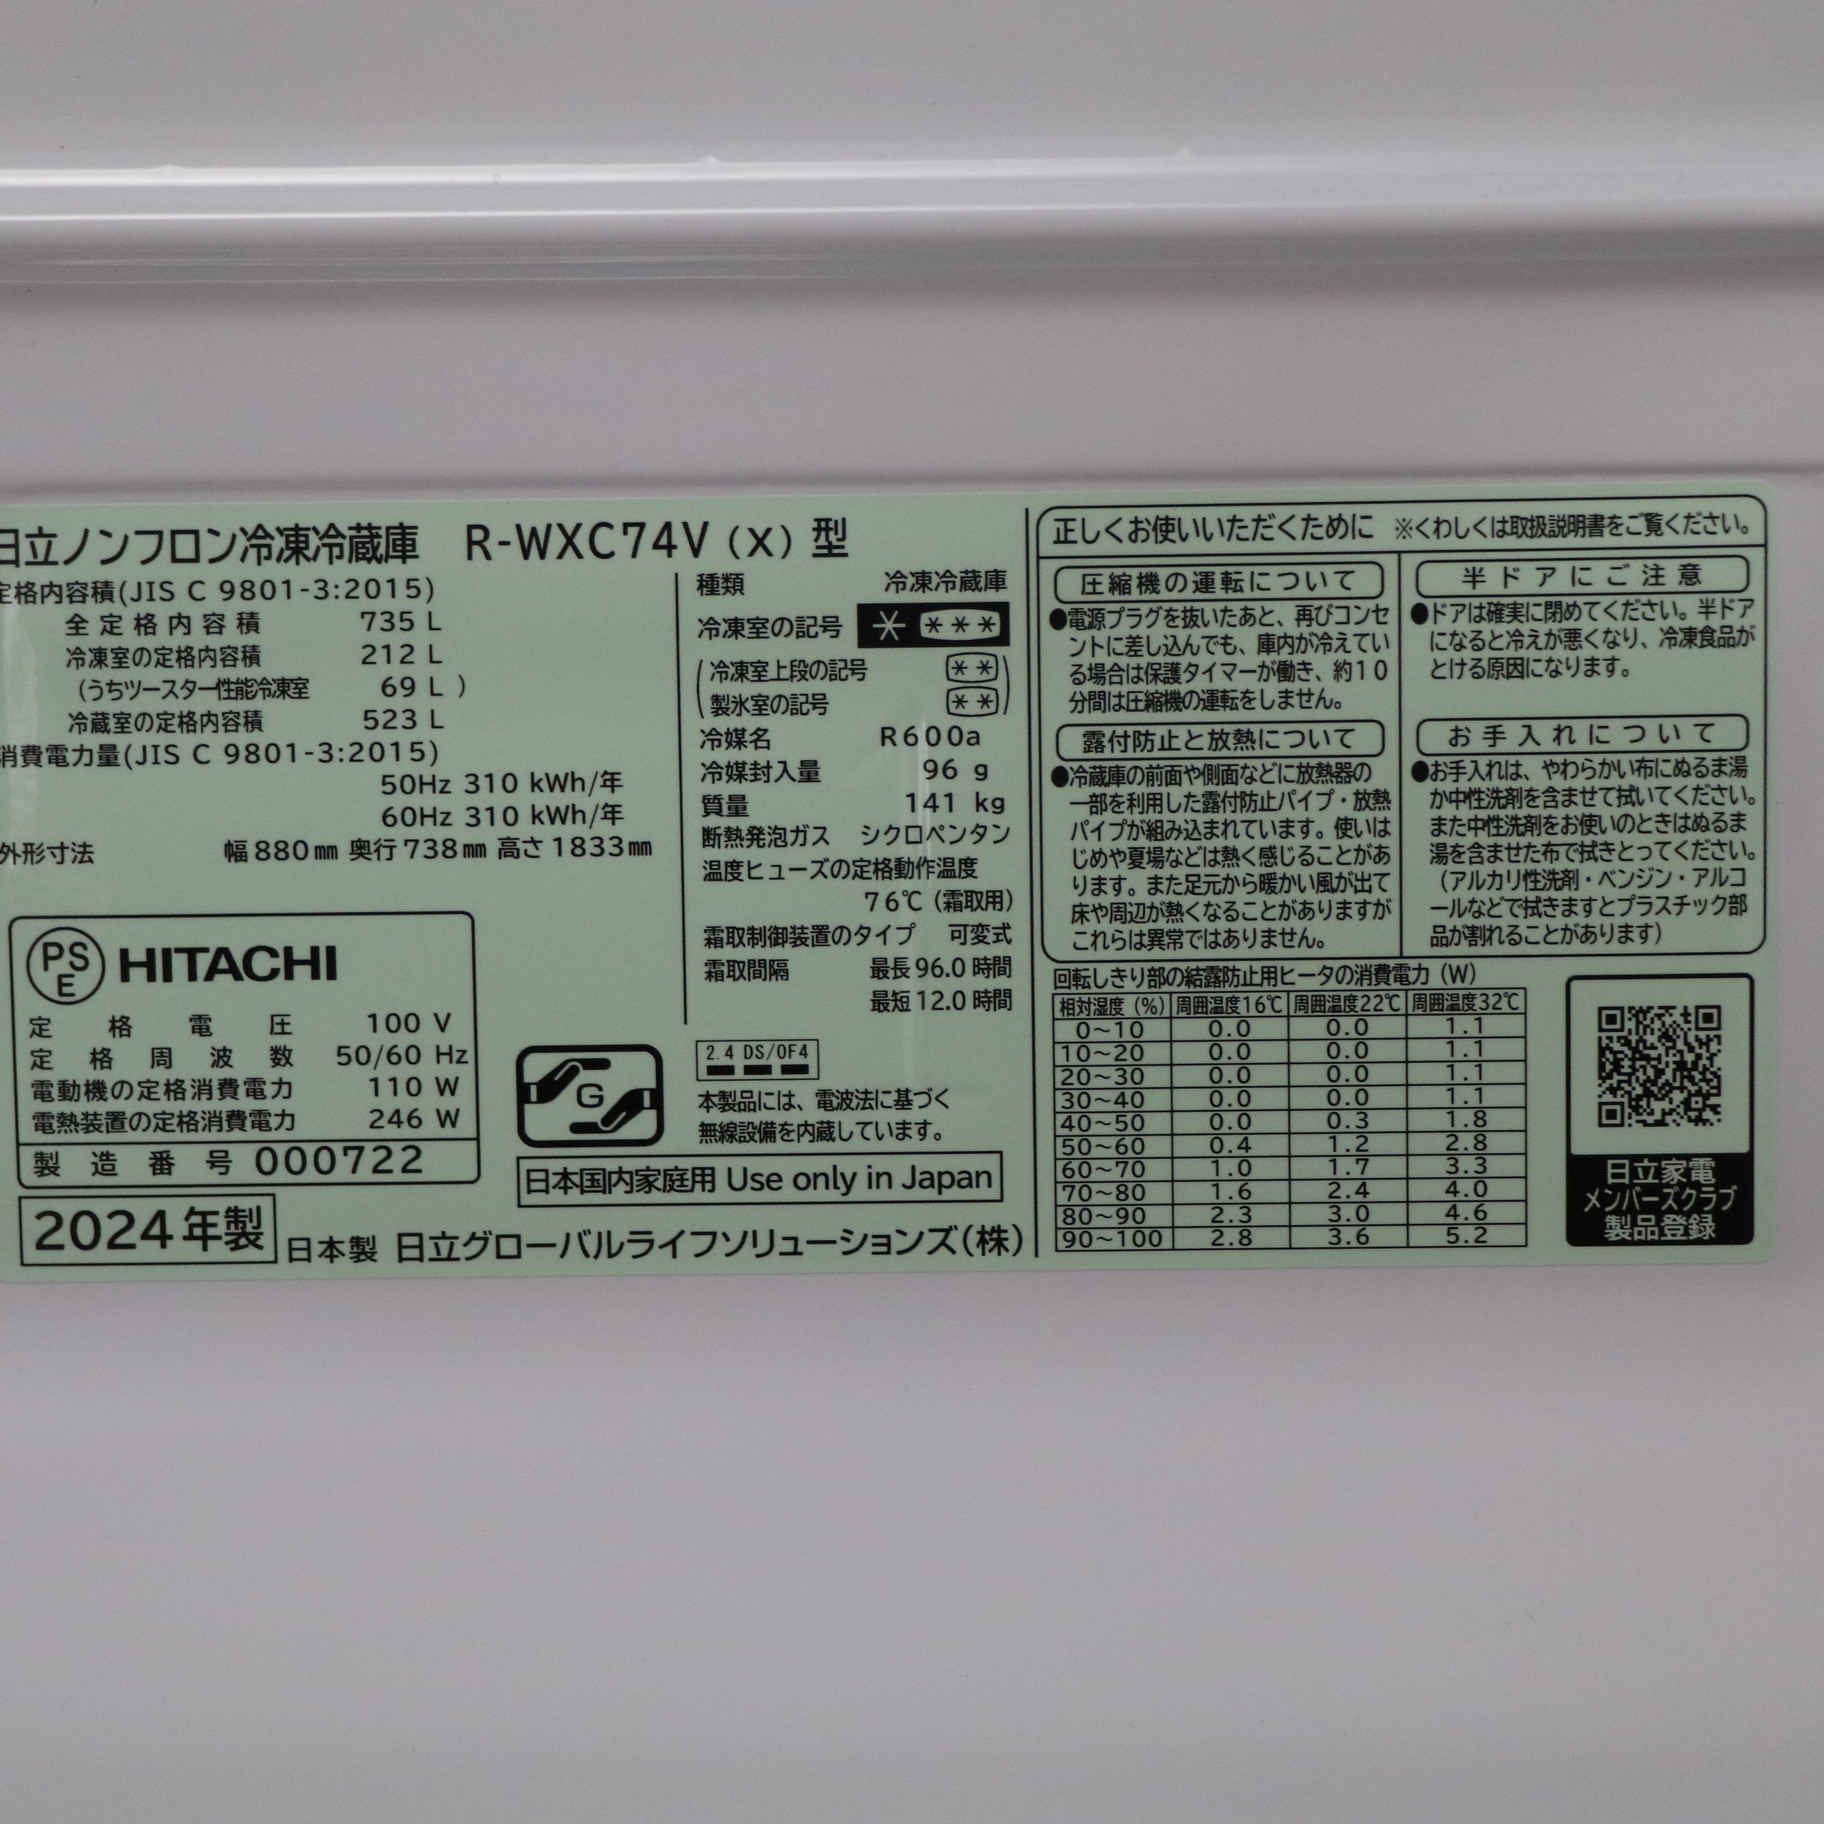 日立ノンフロン冷凍冷蔵庫 R-WXC74V(X)型
定格内容積(JIS C 9801-3:2015)
全定格内容積 735 L
冷凍室の定格内容積 212 L
(うちツースター性能冷凍室 69 L )
冷蔵室の定格内容積 523 L
消費電力量(JIS C 9801-3:2015)
50Hz 310 kWh/年
60Hz 310 kWh/年
外形寸法 幅880mm 奥行738mm 高さ1833mm
PSE HITACHI
定格電圧 100 V
定格周波数 50/60 Hz
電動機の定格消費電力 110 W
電熱装置の定格消費電力 246 W
製造番号 000722
2024年製
日本製 日立グローバルライフソリューションズ(株)
種類 冷凍冷蔵庫
冷凍室の記号 * ***
(冷凍室上段の記号 **)
(製氷室の記号 **)
冷媒名 R600a
冷媒封入量 96 g
質量 141 kg
断熱発泡ガス シクロペンタン
温度ヒューズの定格動作温度
76℃(霜取用)
霜取制御装置のタイプ 可変式
霜取間隔 最長96.0時間
最短12.0時間
G
2.4 DS/OF4
本製品には、電波法に基づく
無線設備を内蔵しています。
日本国内家庭用 Use only in Japan
正しくお使いいただくために ※くわしくは取扱説明書をご覧ください。
圧縮機の運転について
●電源プラグを抜いたあと、再びコンセ
ントに差し込んでも、庫内が冷えてい
る場合は保護タイマーが働き、約10
分間は圧縮機の運転をしません。
露付防止と放熱について
●冷蔵庫の前面や側面などに放熱器の
一部を利用した露付防止パイプ・放熱
パイプが組み込まれています。使いは
じめや夏場などは熱く感じることがあ
ります。また足元から暖かい風が出て
床や周辺が熱くなることがありますが
これらは異常ではありません。
半ドアにご注意
●ドアは確実に閉めてください。半ドア
になると冷えが悪くなり、冷凍食品が
とける原因になります。
お手入れについて
●お手入れは、やわらかい布にぬるま湯
か中性洗剤を含ませて拭いてください。
また中性洗剤をお使いのときはぬるま
湯を含ませた布で拭きとってください。
(アルカリ性洗剤・ベンジン・アルコ
ールなどで拭きますとプラスチック部
品が割れることがあります)
回転しきり部の結露防止用ヒータの消費電力(W)
相対湿度(%) 周囲温度16℃ 周囲温度22℃ 周囲温度32℃
0~10 0.0 0.0 1.1
10~20 0.0 0.0 1.1
20~30 0.0 0.0 1.1
30~40 0.0 0.0 1.1
40~50 0.0 0.3 1.8
50~60 0.4 1.2 2.8
60~70 1.0 1.7 3.3
70~80 1.6 2.4 4.0
80~90 2.3 3.0 4.6
90~100 2.8 3.6 5.2
日立家電
メンバーズクラブ
製品登録